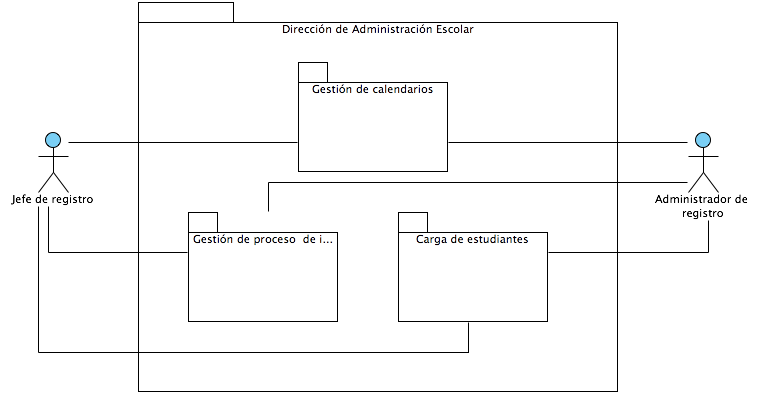 Dirección de Administración Escolar
Gestión de calendarios
Jefe de registro
Administrador de
registro
Gestión de proceso  de i...
Carga de estudiantes